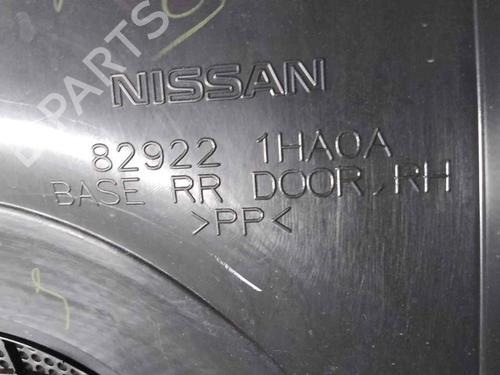 NISSAN
82922 1HA0A
BASE RR DOOR,RH
>PP<